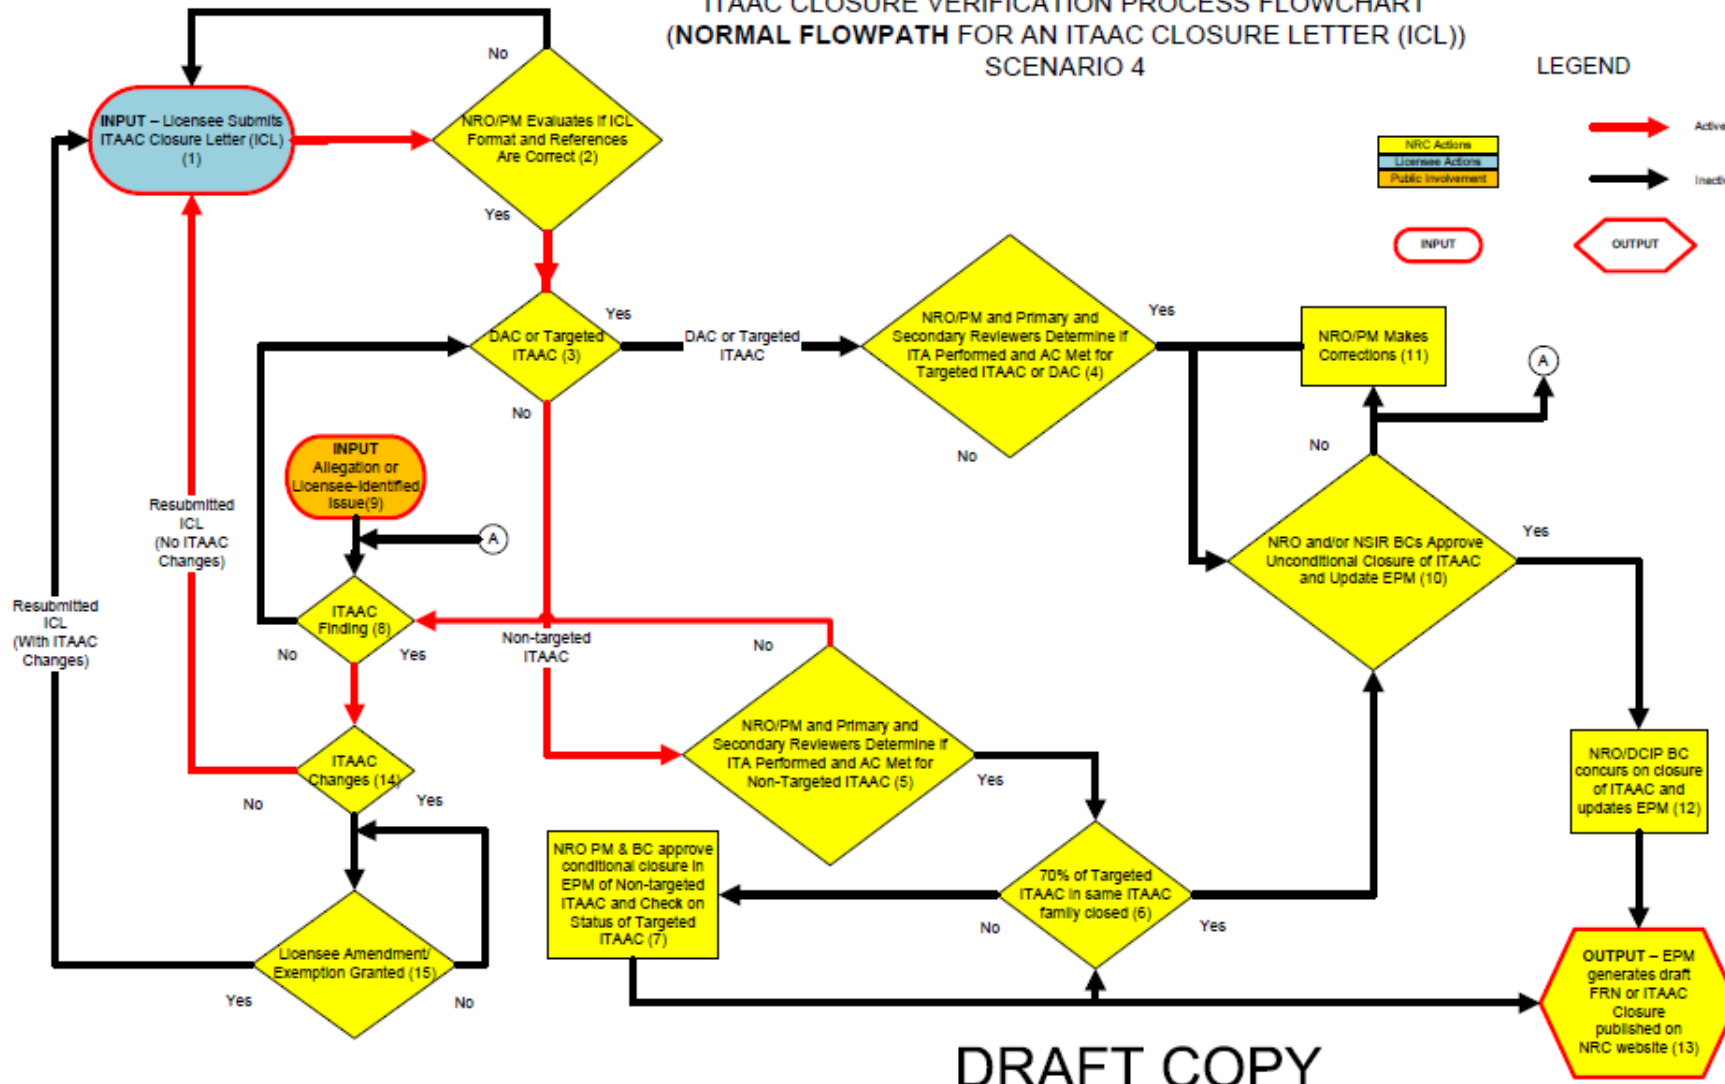 ITAAC CLOSURE VERIFICATION PROCESS FLOWCHART
(NORMAL FLOWPATH FOR AN ITAAC CLOSURE LETTER (ICL))
SCENARIO 4
LEGEND
Active
Inactiv
NRC Actions
Licensee Actions
Public Involvement
INPUT
OUTPUT
INPUT – Licensee Submits
ITAAC Closure Letter (ICL)
(1)
No
NRO/PM Evaluates if ICL
Format and References
Are Correct (2)
Yes
DAC or Targeted
ITAAC (3)
Yes
No
DAC or Targeted
ITAAC
NRO/PM and Primary and
Secondary Reviewers Determine if
ITA Performed and AC Met for
Targeted ITAAC or DAC (4)
Yes
No
NRO/PM Makes
Corrections (11)
A
No
NRO and/or NSIR BCs Approve
Unconditional Closure of ITAAC
and Update EPM (10)
Yes
INPUT
Allegation or
Licensee-Identified
Issue(9)
A
Resubmitted
ICL
(No ITAAC
Changes)
Resubmitted
ICL
(With ITAAC
Changes)
ITAAC
Finding (8)
No
Yes
Non-targeted
ITAAC
No
NRO/PM and Primary and
Secondary Reviewers Determine if
ITA Performed and AC Met for
Non-Targeted ITAAC (5)
Yes
ITAAC
Changes (14)
No
Yes
NRO/DCIP BC
concurs on closure
of ITAAC and
updates EPM (12)
NRO PM & BC approve
conditional closure in
EPM of Non-targeted
ITAAC and Check on
Status of Targeted
ITAAC (7)
70% of Targeted
ITAAC in same ITAAC
family closed (6)
No
Yes
Licensee Amendment/
Exemption Granted (15)
Yes
No
OUTPUT – EPM
generates draft
FRN or ITAAC
Closure
published on
NRC website (13)
DRAFT COPY